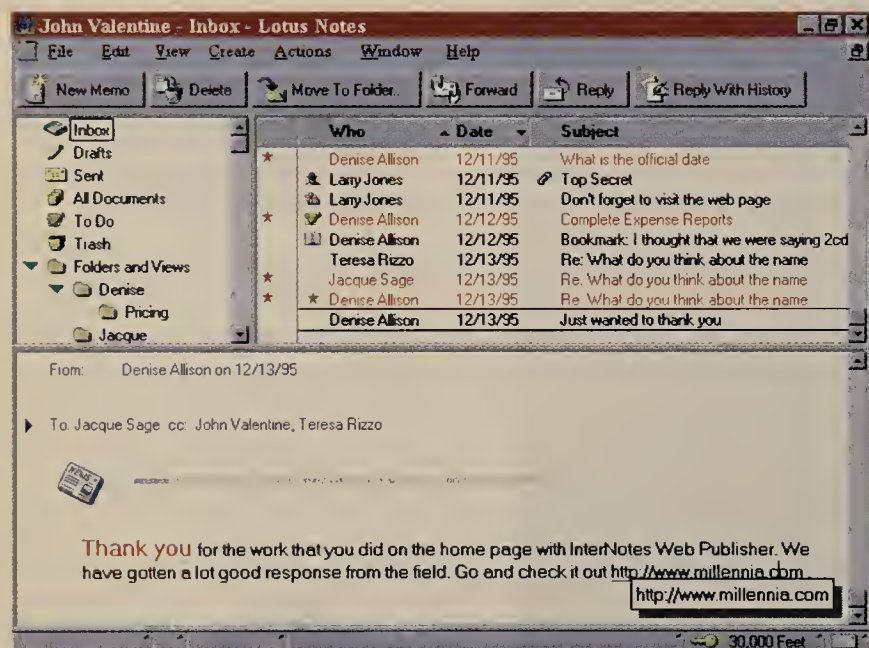 John Valentine - Inbox - Lotus Notes
File Edit View Create Actions Window Help
New Memo Delete Move To Folder.. Forward Reply Reply With History
Inbox
Drafts
Sent
All Documents
To Do
Trash
Folders and Views
Denise
Pricing
Jacque
Who Date Subject
Denise Allison 12/11/95 What is the official date
Larry Jones 12/11/95 Top Secret
Larry Jones 12/11/95 Don't forget to visit the web page
Denise Allison 12/12/95 Complete Expense Reports
Denise Allison 12/12/95 Bookmark: I thought that we were saying 2cd
Teresa Rizzo 12/13/95 Re: What do you think about the name
Jacque Sage 12/13/95 Re: What do you think about the name
Denise Allison 12/13/95 Re: What do you think about the name
Denise Allison 12/13/95 Just wanted to thank you
From: Denise Allison on 12/13/95
To: Jacque Sage cc: John Valentine, Teresa Rizzo
NEWS
Thank you for the work that you did on the home page with InterNotes Web Publisher. We
have gotten a lot good response from the field. Go and check it out http://www.millennia.com .
http://www.millennia.com
30,000 Feet